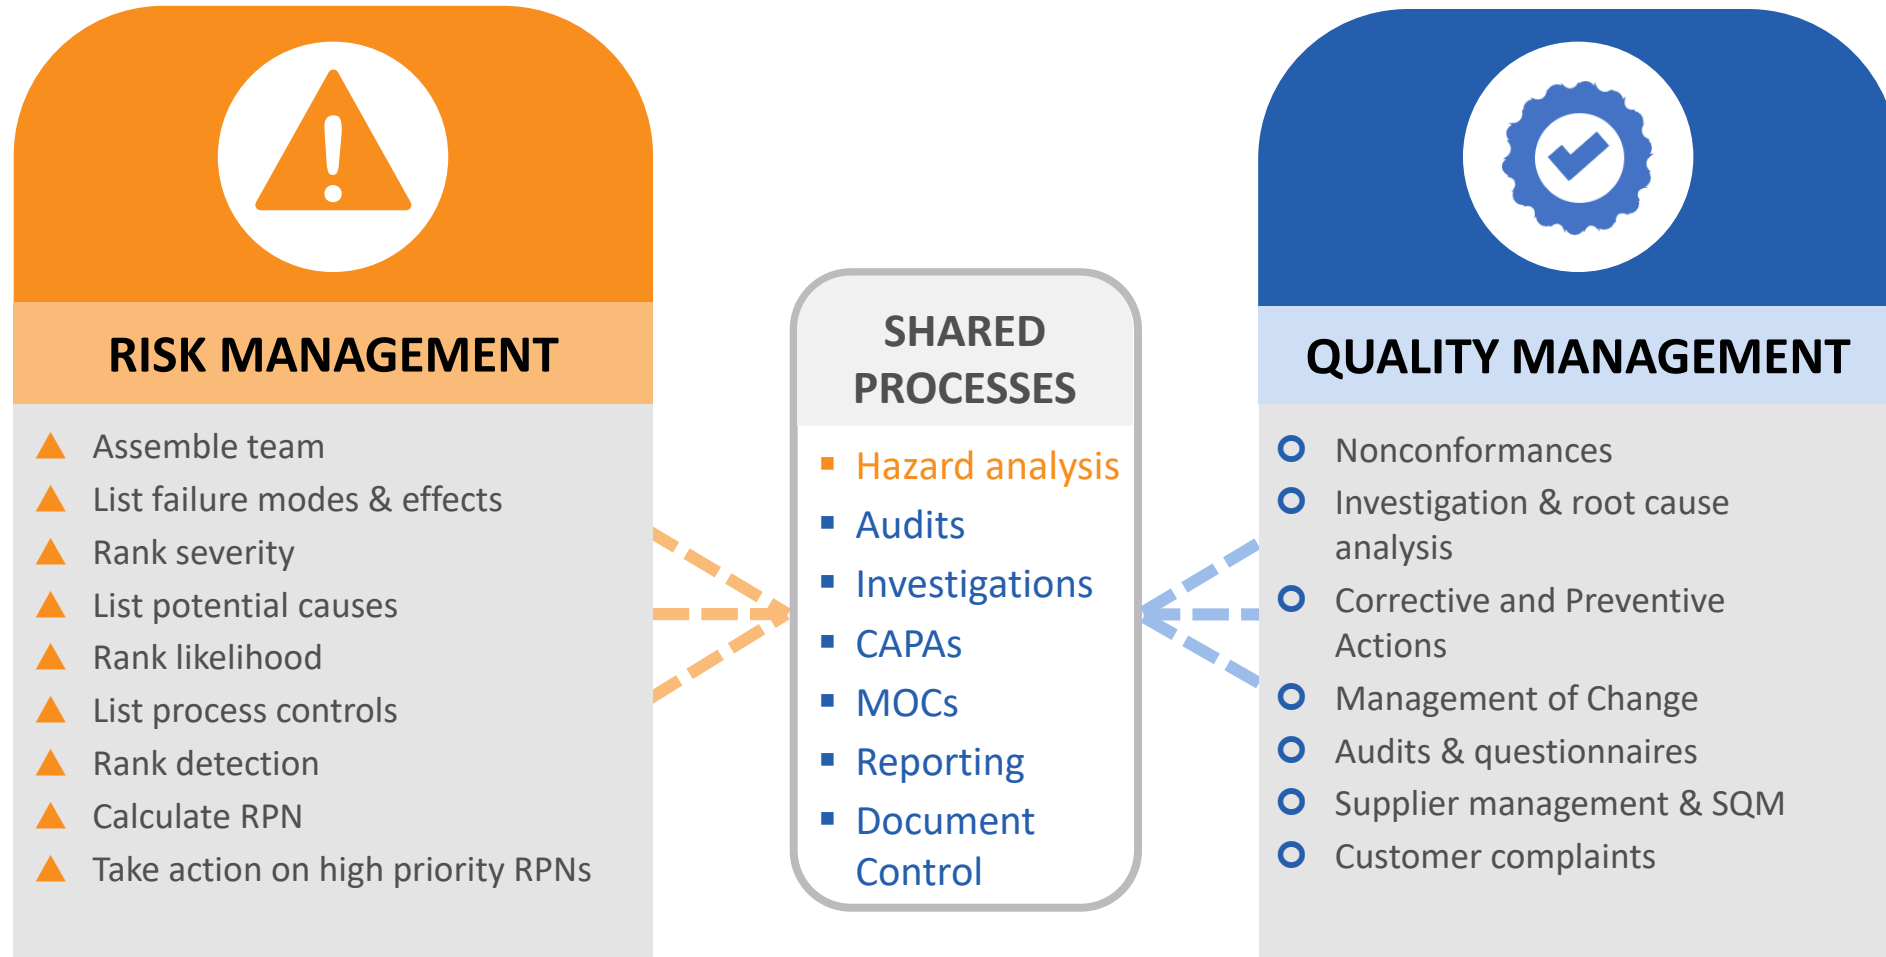 RISK MANAGEMENT
Assemble team
List failure modes & effects
Rank severity
List potential causes
Rank likelihood
List process controls
Rank detection
Calculate RPN
Take action on high priority RPNs
SHARED
PROCESSES
Hazard analysis
Audits
Investigations
CAPAs
MOCs
Reporting
Document
Control
QUALITY MANAGEMENT
Nonconformances
Investigation & root cause
analysis
Corrective and Preventive
Actions
Management of Change
Audits & questionnaires
Supplier management & SQM
Customer complaints